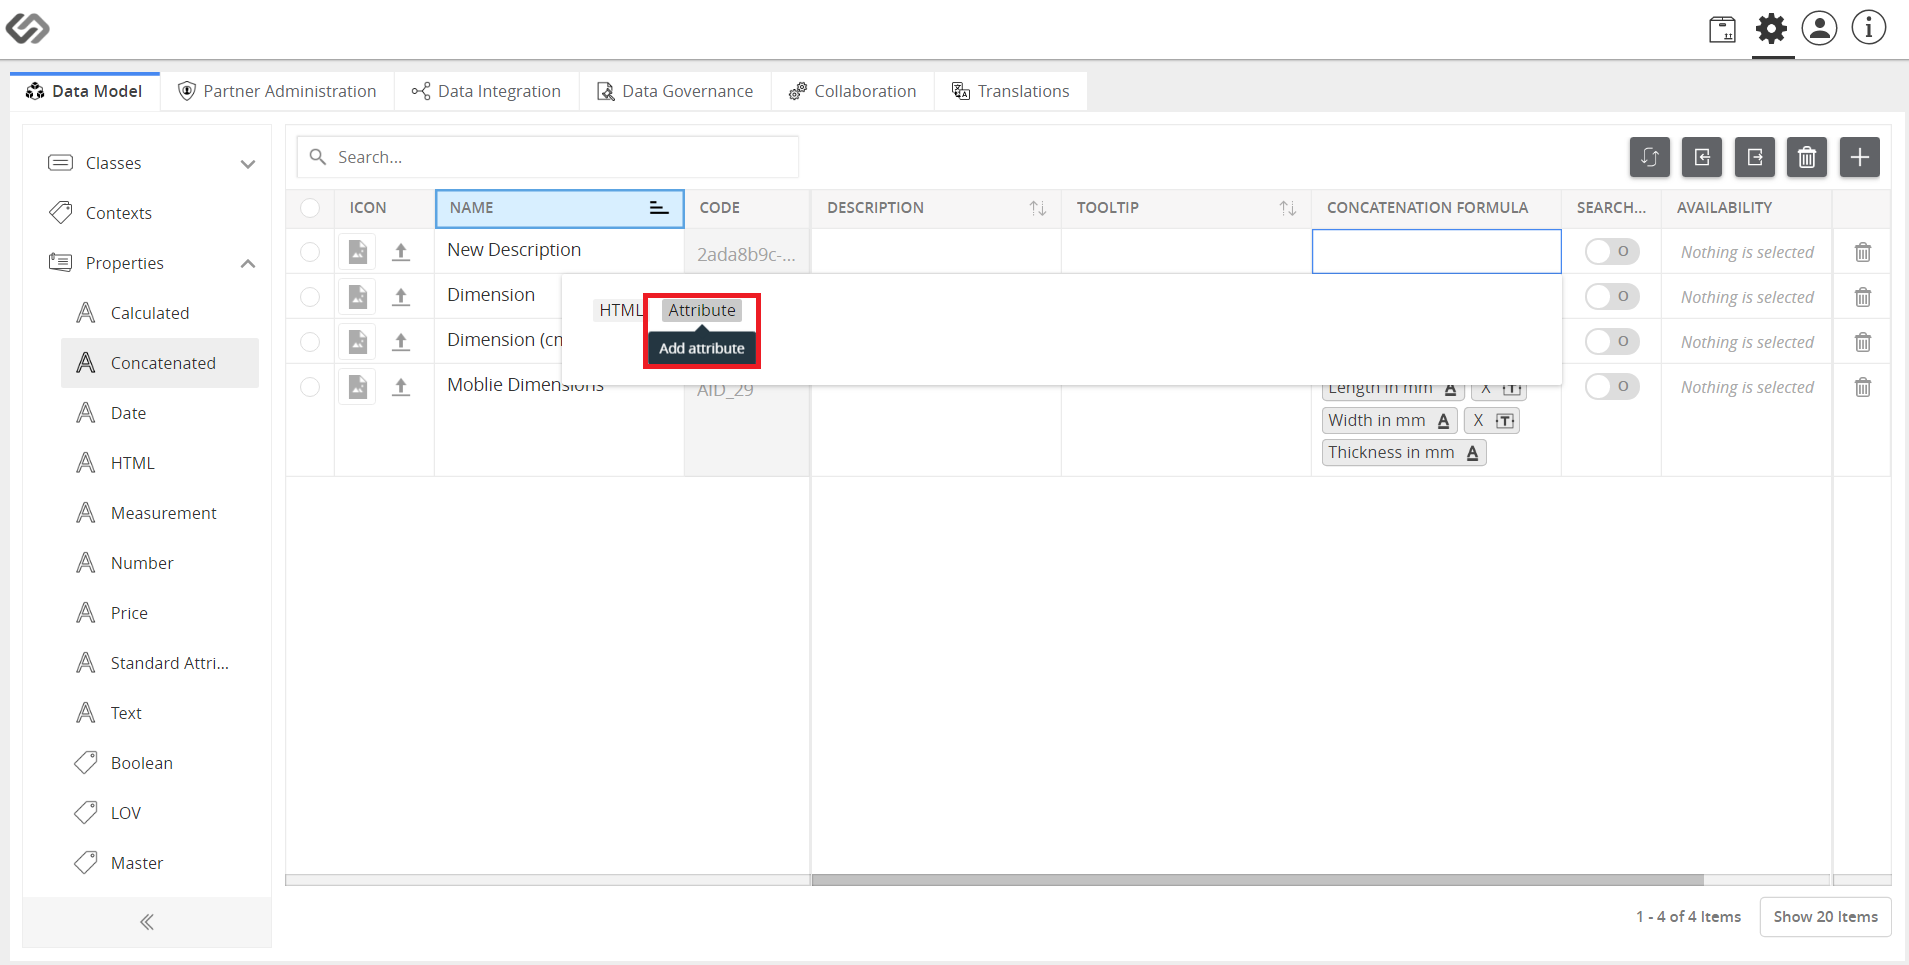 Data Model
Partner Administration
Data Integration
Data Governance
Collaboration
Translations
Classes
Contexts
Properties
Calculated
Concatenated
Date
HTML
Measurement
Number
Price
Standard Attri...
Text
Boolean
LOV
Master
Search...
ICON NAME CODE DESCRIPTION TOOLTIP CONCATENATION FORMULA SEARCH... AVAILABILITY
New Description 2ada8b9c-... O Nothing is selected
Dimension O Nothing is selected
HTML Attribute
Add attribute
Dimension (cm O Nothing is selected
Moblie Dimensions AID_29 Length in mm A X T O Nothing is selected
Width in mm A X T
Thickness in mm A
1 - 4 of 4 Items Show 20 Items